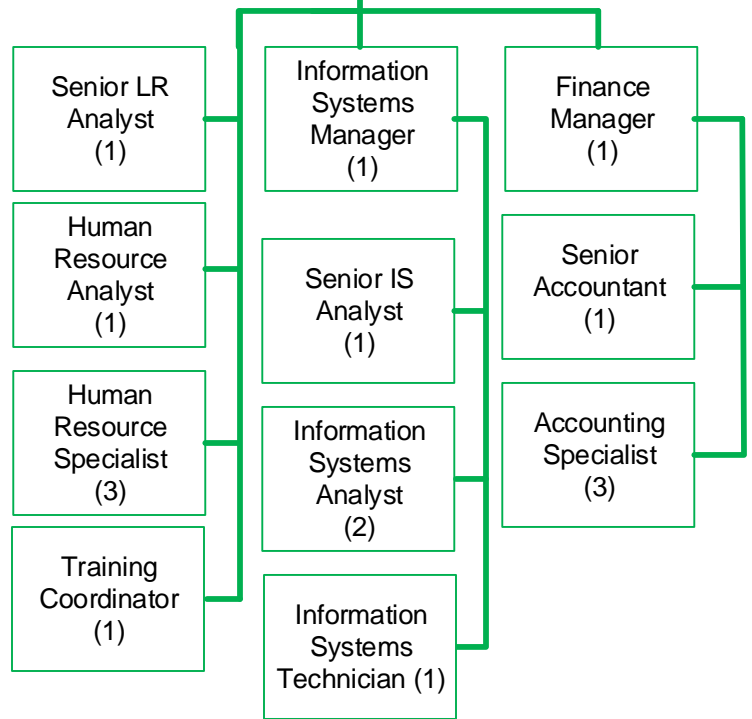 Senior LR
Analyst
(1)
Human
Resource
Analyst
(1)
Human
Resource
Specialist
(3)
Training
Coordinator
(1)
Information
Systems
Manager
(1)
Senior IS
Analyst
(1)
Information
Systems
Analyst
(2)
Information
Systems
Technician (1)
Finance
Manager
(1)
Senior
Accountant
(1)
Accounting
Specialist
(3)